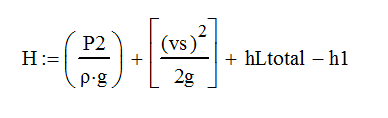 H := (P2 / ρ·g) + [(vs)² / 2g] + hLtotal − h1